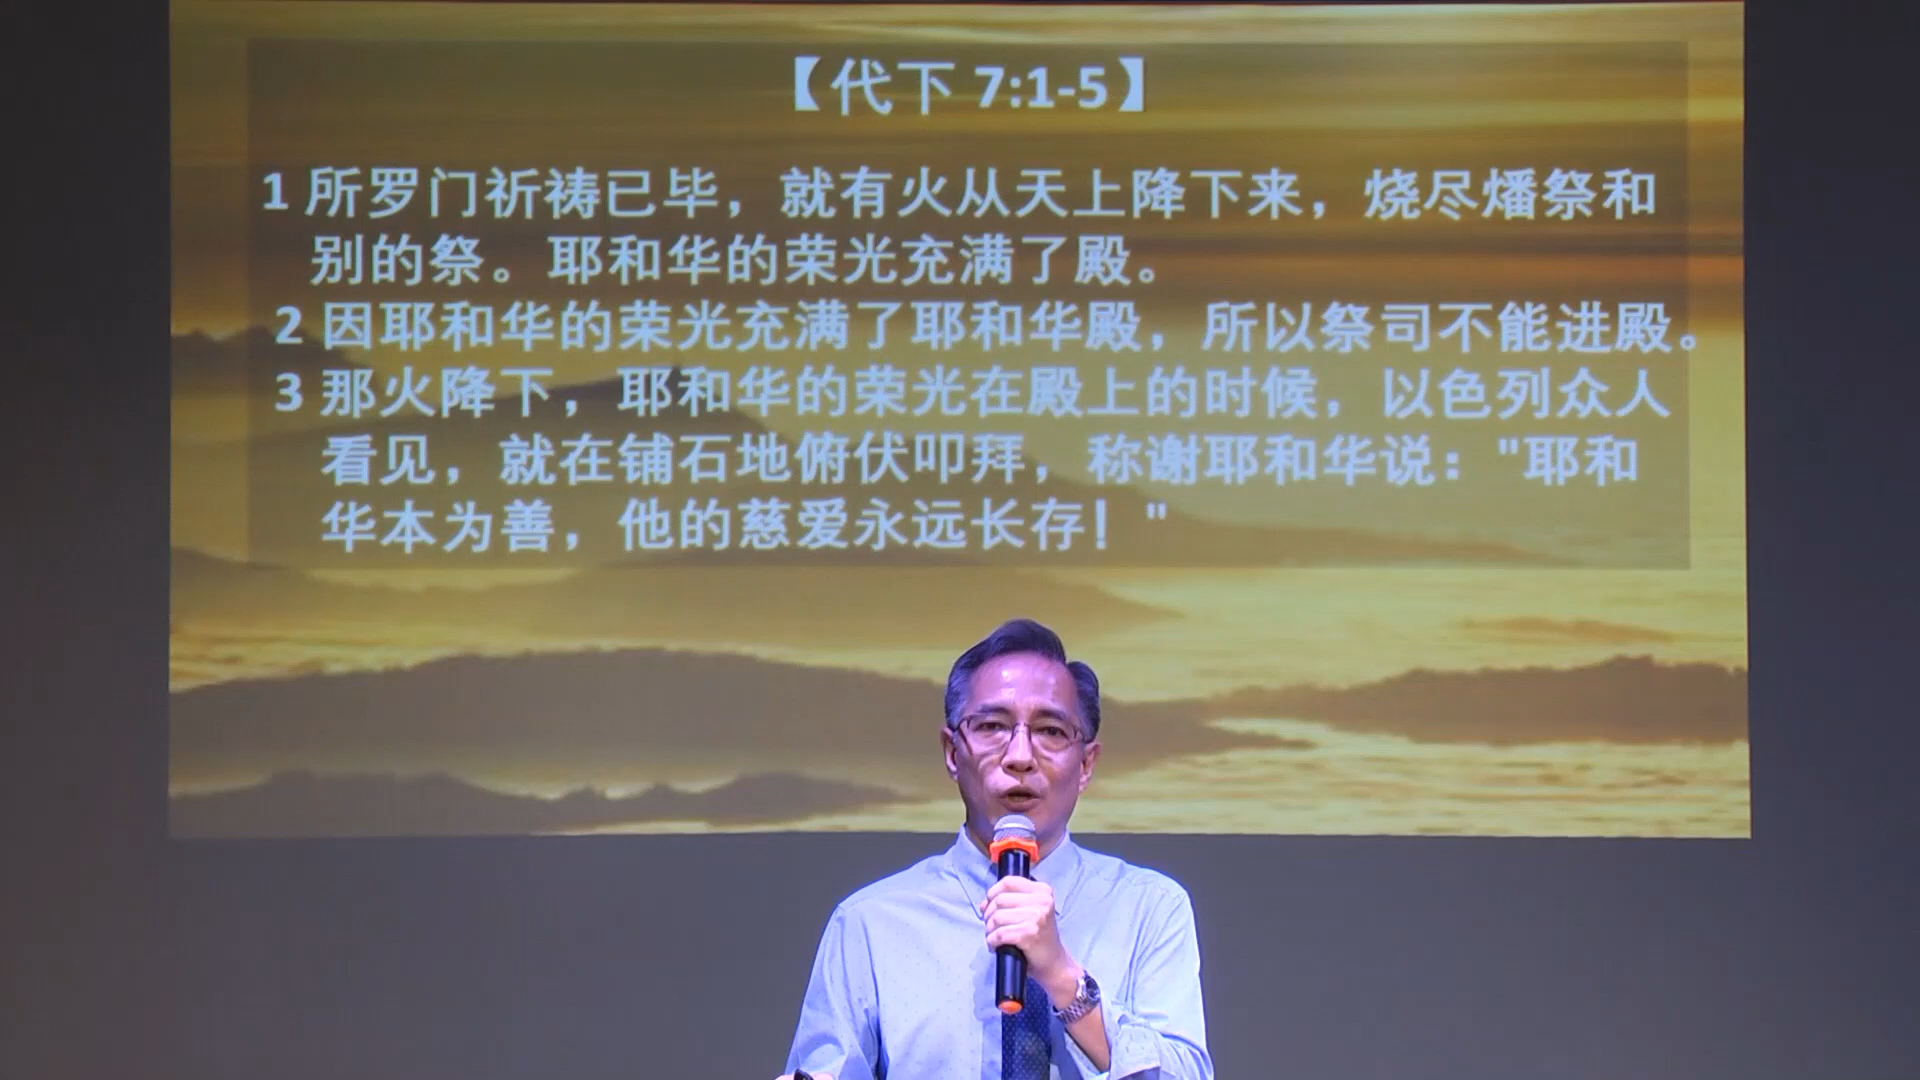 【代下 7:1-5】
1 所罗门祈祷已毕，就有火从天上降下来，烧尽燔祭和
别的祭。耶和华的荣光充满了殿。
2 因耶和华的荣光充满了耶和华殿，所以祭司不能进殿。
3 那火降下，耶和华的荣光在殿上的时候，以色列众人
看见，就在铺石地俯伏叩拜，称谢耶和华说："耶和
华本为善，他的慈爱永远长存！"